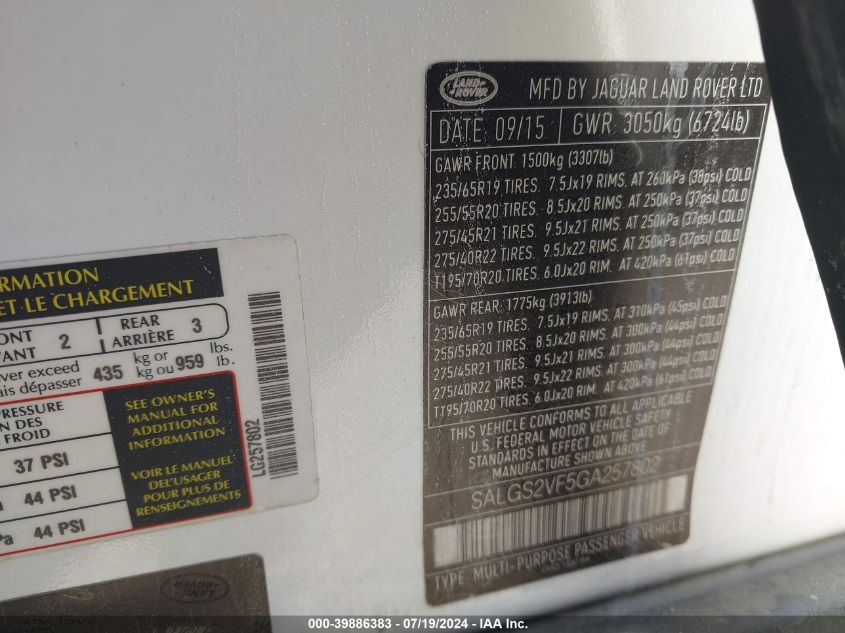 LAND ROVER
MFD BY JAGUAR LAND ROVER LTD
DATE: 09/15 GWR: 3050kg (6724lb)
GAWR FRONT. 1500kg (3307lb)
235/65R19 TIRES. 7.5Jx19 RIMS. AT 260kPa (38psi) COLD
255/55R20 TIRES. 8.5Jx20 RIMS. AT 250kPa (37psi) COLD
275/45R21 TIRES. 9.5Jx21 RIMS. AT 250kPa (37psi) COLD
275/40R22 TIRES. 9.5Jx22 RIMS. AT 250kPa (37psi) COLD
T195/70R20 TIRES. 6.0Jx20 RIM. AT 420kPa (61psi) COLD
GAWR REAR. 1775kg (3913lb)
235/65R19 TIRES. 7.5Jx19 RIMS. AT 310kPa (45psi) COLD
255/55R20 TIRES. 8.5Jx20 RIMS. AT 300kPa (44psi) COLD
275/45R21 TIRES. 9.5Jx21 RIMS. AT 300kPa (44psi) COLD
275/40R22 TIRES. 9.5Jx22 RIMS. AT 300kPa (44psi) COLD
T195/70R20 TIRES. 6.0Jx20 RIM. AT 420kPa (61psi) COLD
THIS VEHICLE CONFORMS TO ALL APPLICABLE
U.S. FEDERAL MOTOR VEHICLE SAFETY
STANDARDS IN EFFECT ON THE DATE OF
MANUFACTURE SHOWN ABOVE
SALGS2VF5GA257802
TYPE: MULTI-PURPOSE PASSENGER VEHICLE
ORMATION
ET LE CHARGEMENT
ONT 2 REAR 3
VANT ARRIÈRE
ver exceed 435 kg or 959 lbs.
ais dépasser kg ou lb.
PRESSURE
ON DES
FROID
37 PSI
44 PSI
Pa 44 PSI
SEE OWNER'S
MANUAL FOR
ADDITIONAL
INFORMATION
VOIR LE MANUEL
DE L'USAGER
POUR PLUS DE
RENSEIGNEMENTS
LG257802
LAND ROVER
000-39886383 / 07/19/2024 - IAA Inc.